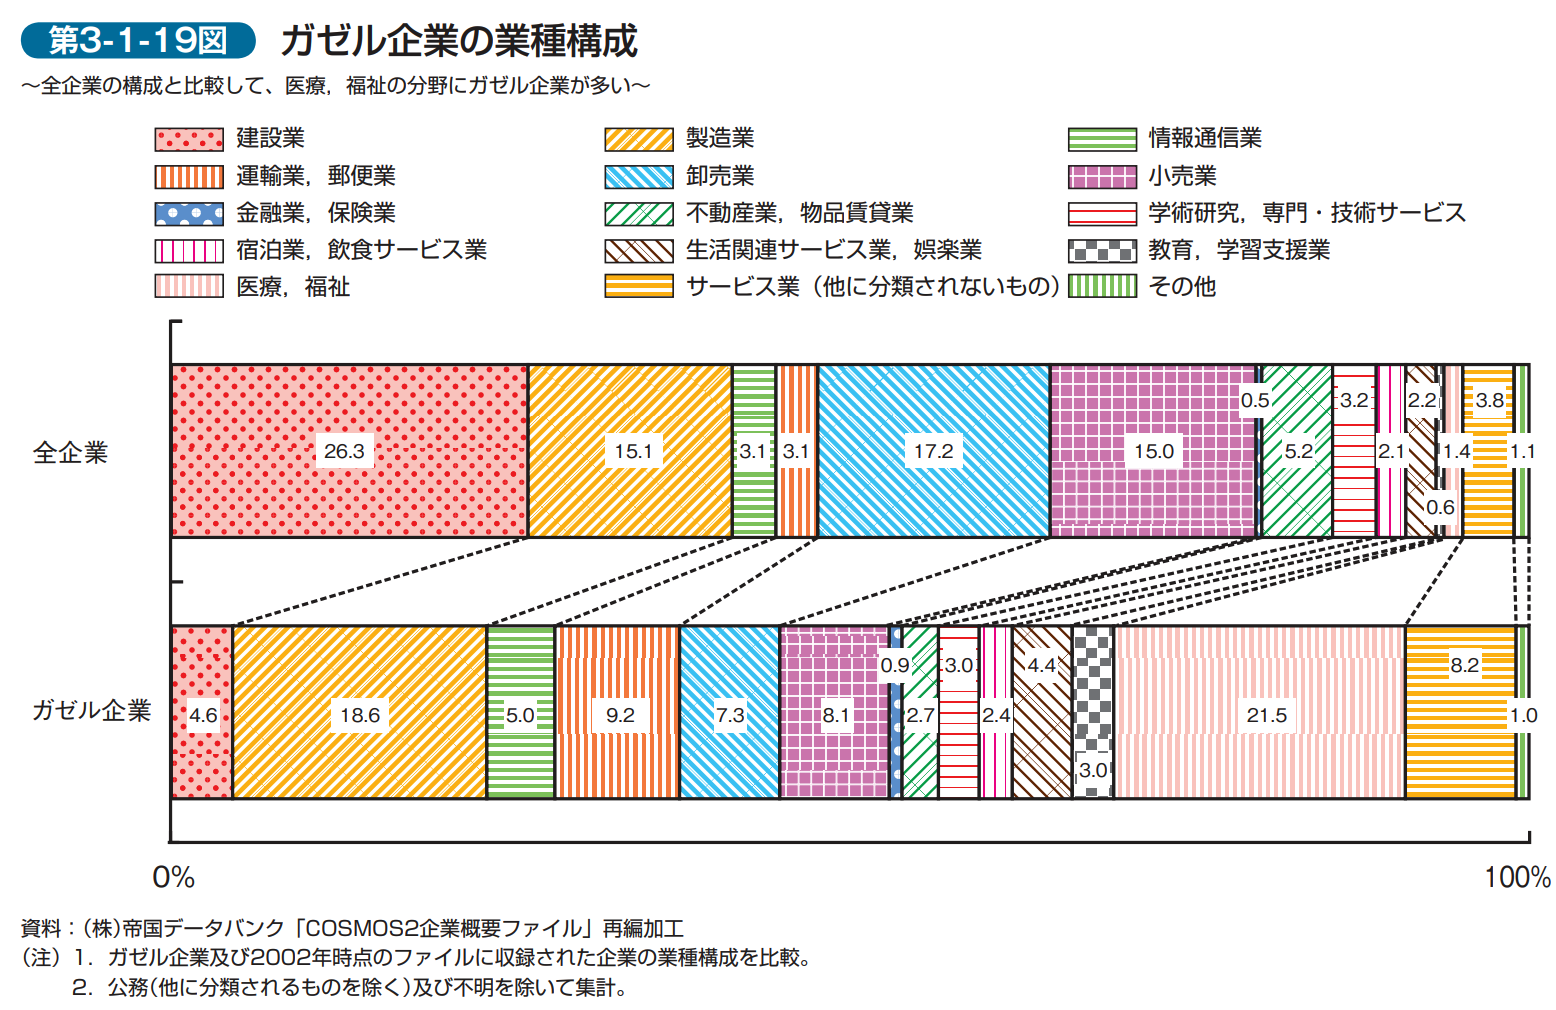 第3-1-19図 ガゼル企業の業種構成
～全企業の構成と比較して、医療，福祉の分野にガゼル企業が多い～
建設業 製造業 情報通信業
運輸業，郵便業 卸売業 小売業
金融業，保険業 不動産業，物品賃貸業 学術研究，専門・技術サービス
宿泊業，飲食サービス業 生活関連サービス業，娯楽業 教育，学習支援業
医療，福祉 サービス業（他に分類されないもの） その他
全企業 26.3 15.1 3.1 3.1 17.2 15.0 0.5 5.2 3.2 2.1 2.2 0.6 1.4 3.8 1.1
ガゼル企業 4.6 18.6 5.0 9.2 7.3 8.1 0.9 2.7 3.0 2.4 4.4 3.0 21.5 8.2 1.0
0% 100%
資料：（株）帝国データバンク「COSMOS2企業概要ファイル」再編加工
（注）1．ガゼル企業及び2002年時点のファイルに収録された企業の業種構成を比較。
2．公務（他に分類されるものを除く）及び不明を除いて集計。